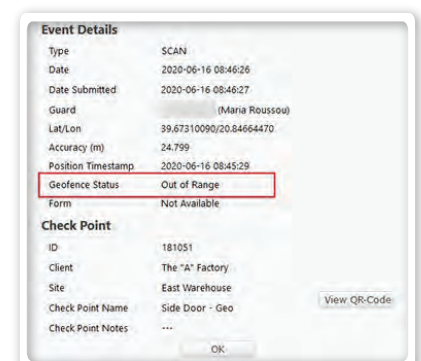 Event Details
Type SCAN
Date 2020-06-16 08:46:26
Date Submitted 2020-06-16 08:46:27
Guard (Maria Roussou)
Lat/Lon 39.67310090/20.84664470
Accuracy (m) 24.799
Position Timestamp 2020-06-16 08:45:29
Geofence Status Out of Range
Form Not Available
Check Point
ID 181051
Client The "A" Factory
Site East Warehouse
View QR-Code
Check Point Name Side Door - Geo
Check Point Notes ---
OK